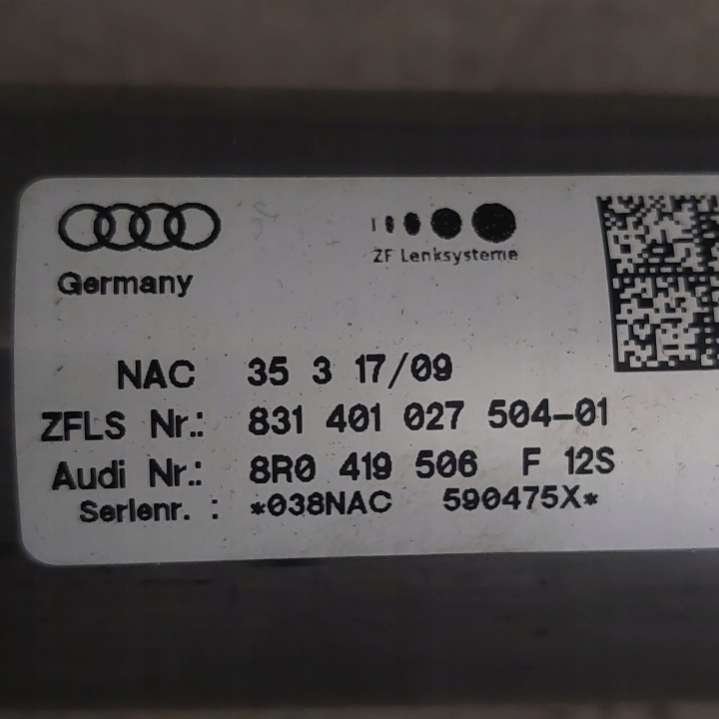 Germany
ZF Lenksysteme
NAC 35 3 17/09
ZFLS Nr.: 831 401 027 504-01
Audi Nr.: 8R0 419 506 F 12S
Serienr. : *038NAC 590475X*